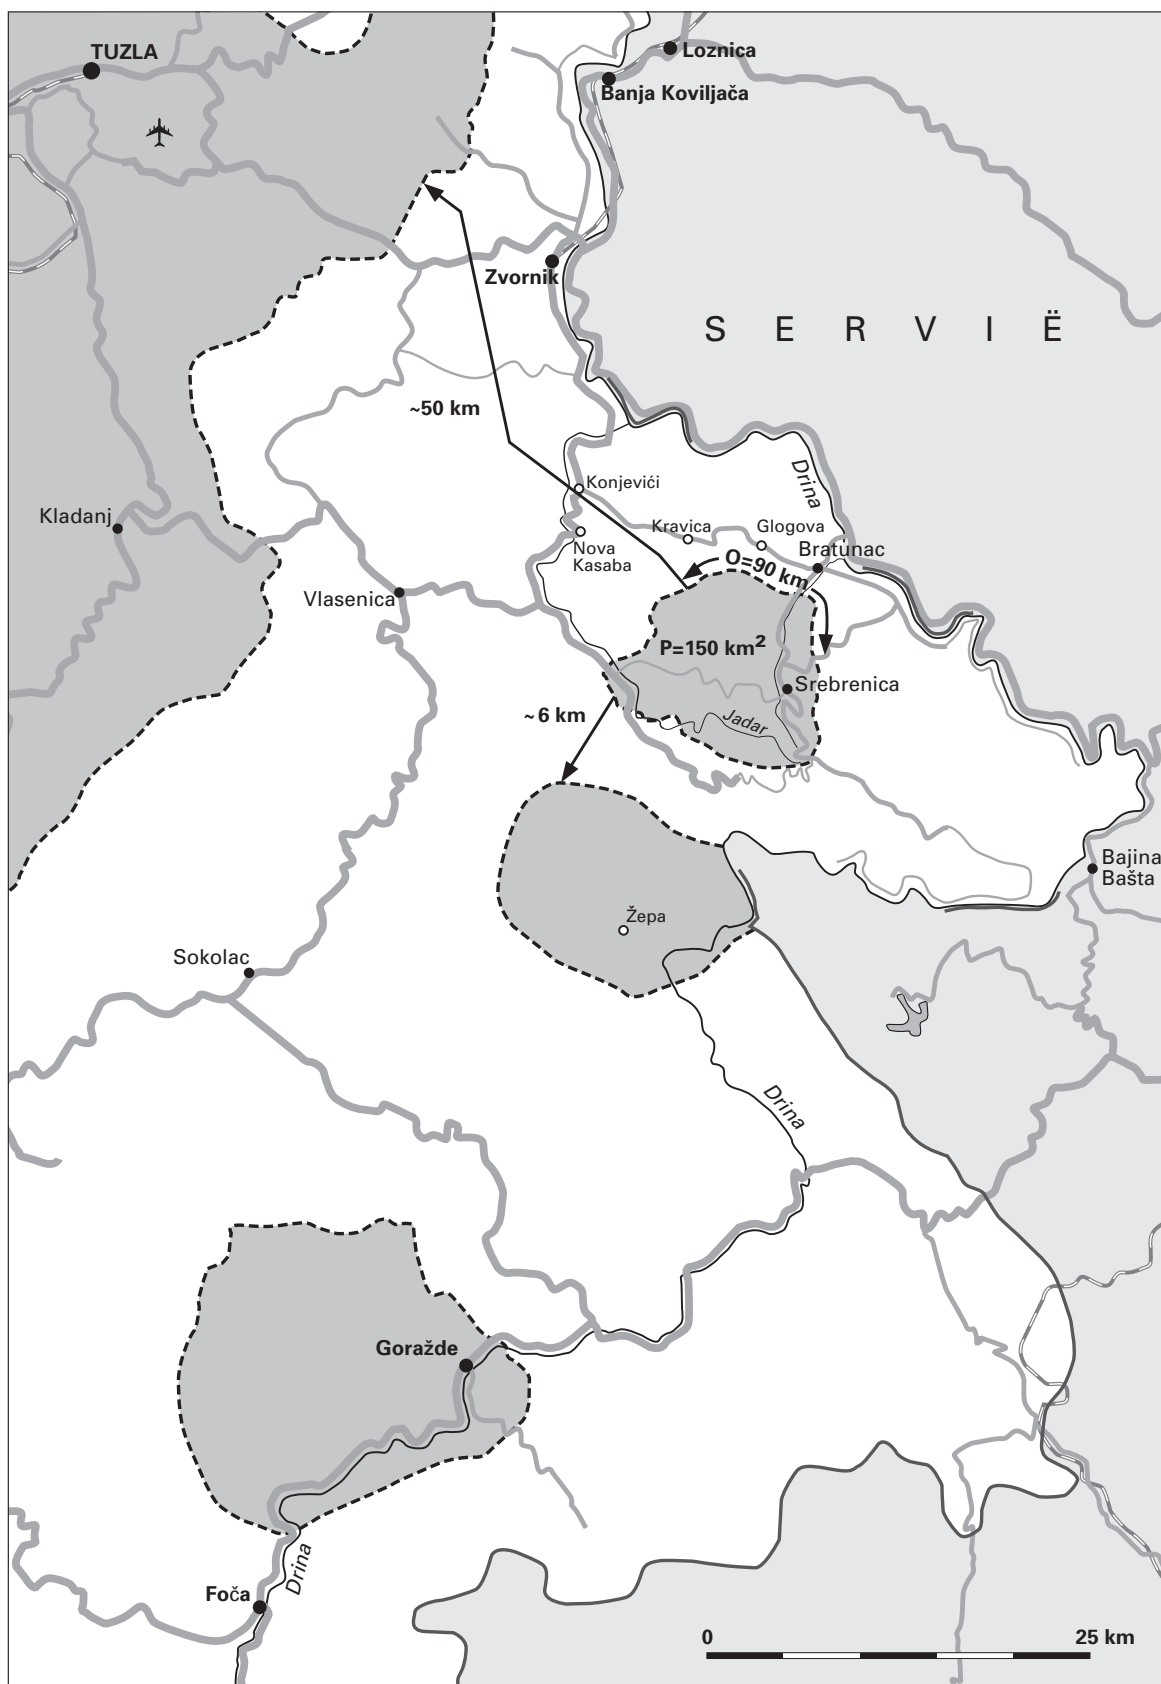 TUZLA
Loznica
Banja Koviljača
Zvornik
SERVIË
~50 km
Drina
Konjevići
Kravica
Glogova
Kladanj
Nova
Kasaba
Bratunac
O=90 km
Vlasenica
P=150 km²
Srebrenica
~6 km
Jadar
Bajina
Bašta
Žepa
Sokolac
Drina
Goražde
Drina
Foča
0
25 km